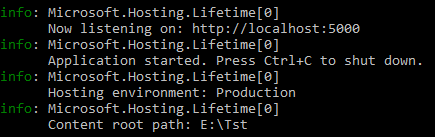 info: Microsoft.Hosting.Lifetime[0]
Now listening on: http://localhost:5000
info: Microsoft.Hosting.Lifetime[0]
Application started. Press Ctrl+C to shut down.
info: Microsoft.Hosting.Lifetime[0]
Hosting environment: Production
info: Microsoft.Hosting.Lifetime[0]
Content root path: E:\Tst